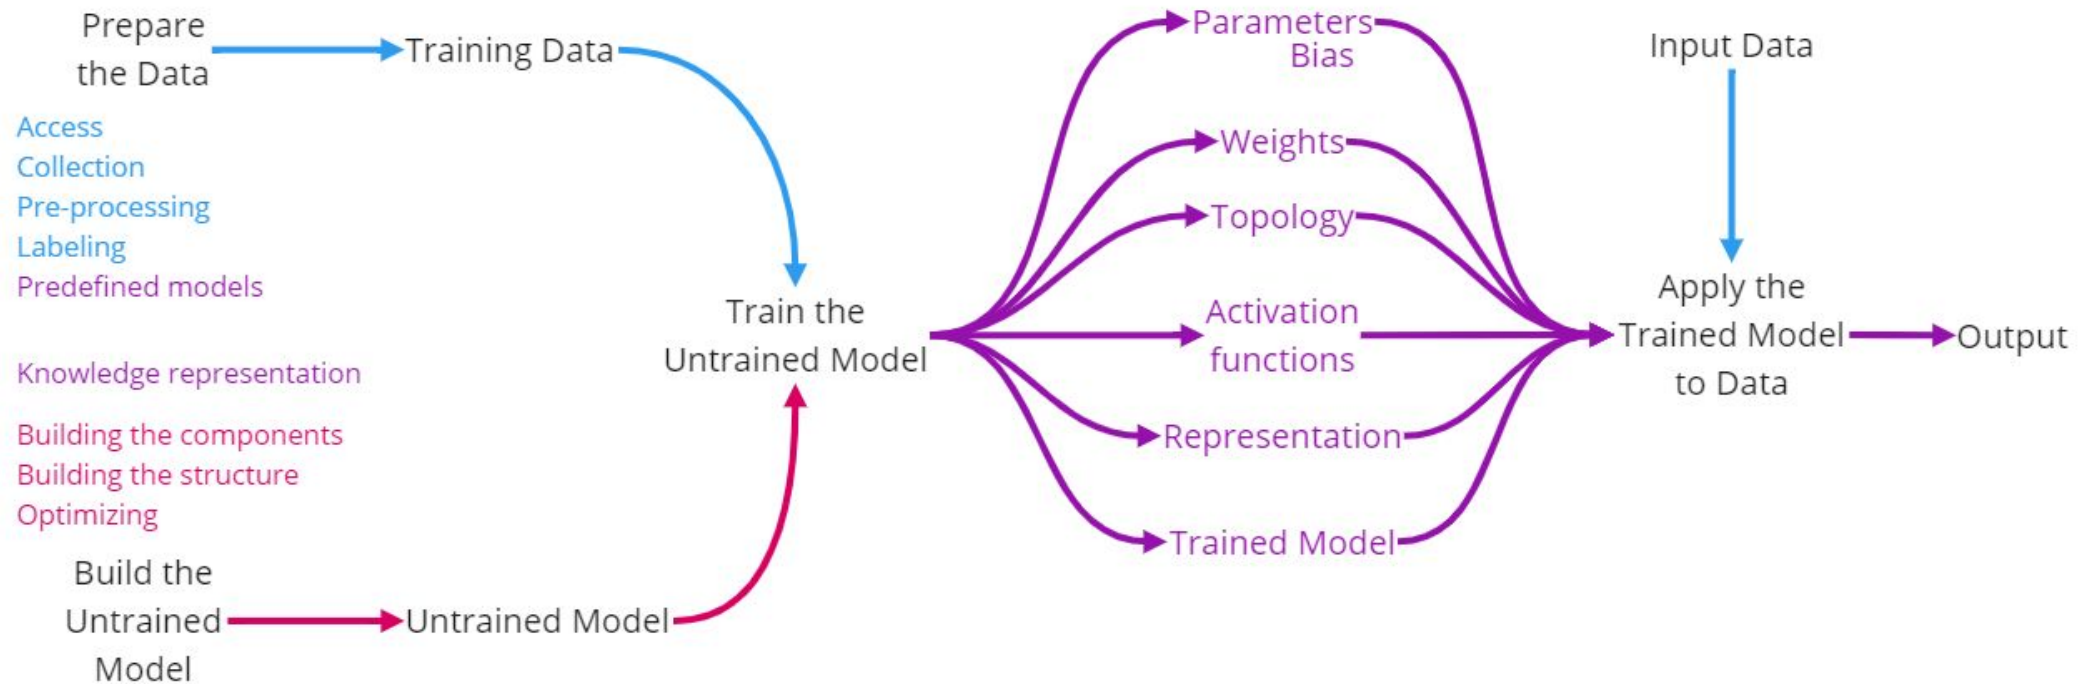 Prepare
the Data
Training Data
Access
Collection
Pre-processing
Labeling
Predefined models
Knowledge representation
Building the components
Building the structure
Optimizing
Build the
Untrained
Model
Untrained Model
Train the
Untrained Model
Parameters
Bias
Weights
Topology
Activation
functions
Representation
Trained Model
Input Data
Apply the
Trained Model
to Data
Output